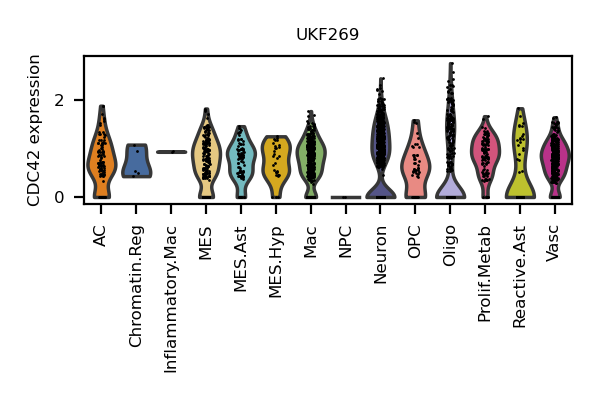 UKF269
CDC42 expression
2
0
AC
Chromatin.Reg
Inflammatory.Mac
MES
MES.Ast
MES.Hyp
Mac
NPC
Neuron
OPC
Oligo
Prolif.Metab
Reactive.Ast
Vasc